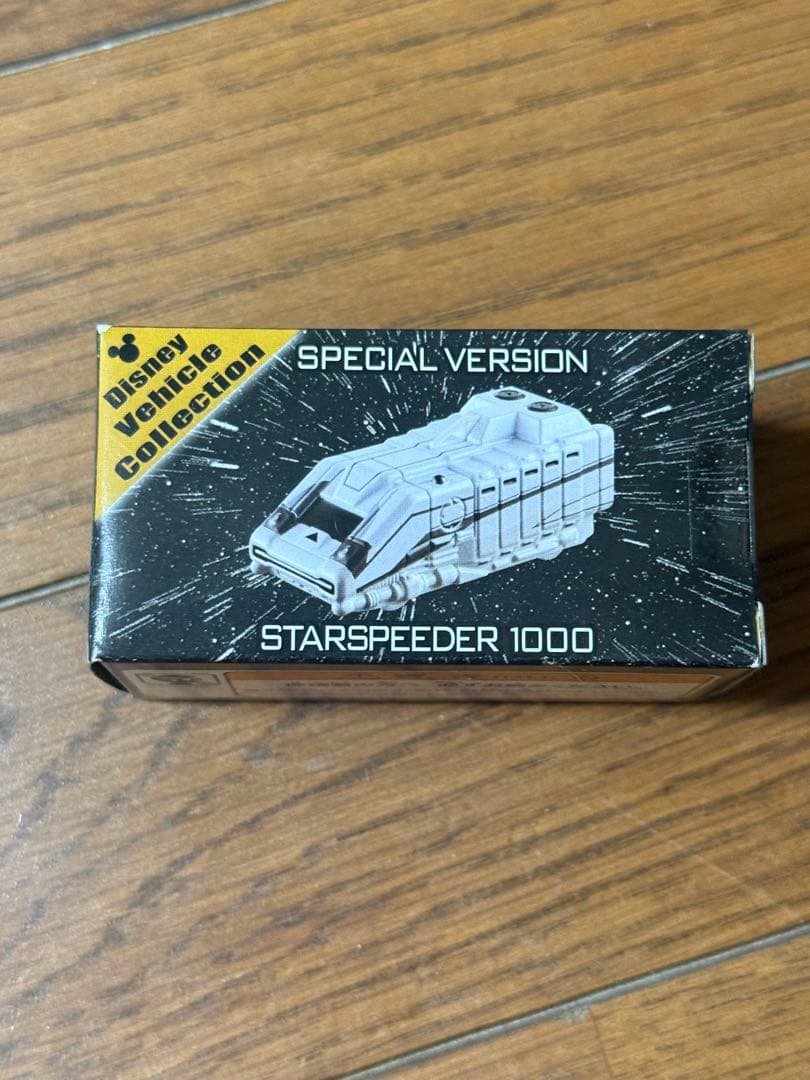 Disney
Vehicle
Collection
SPECIAL VERSION
STARSPEEDER 1000